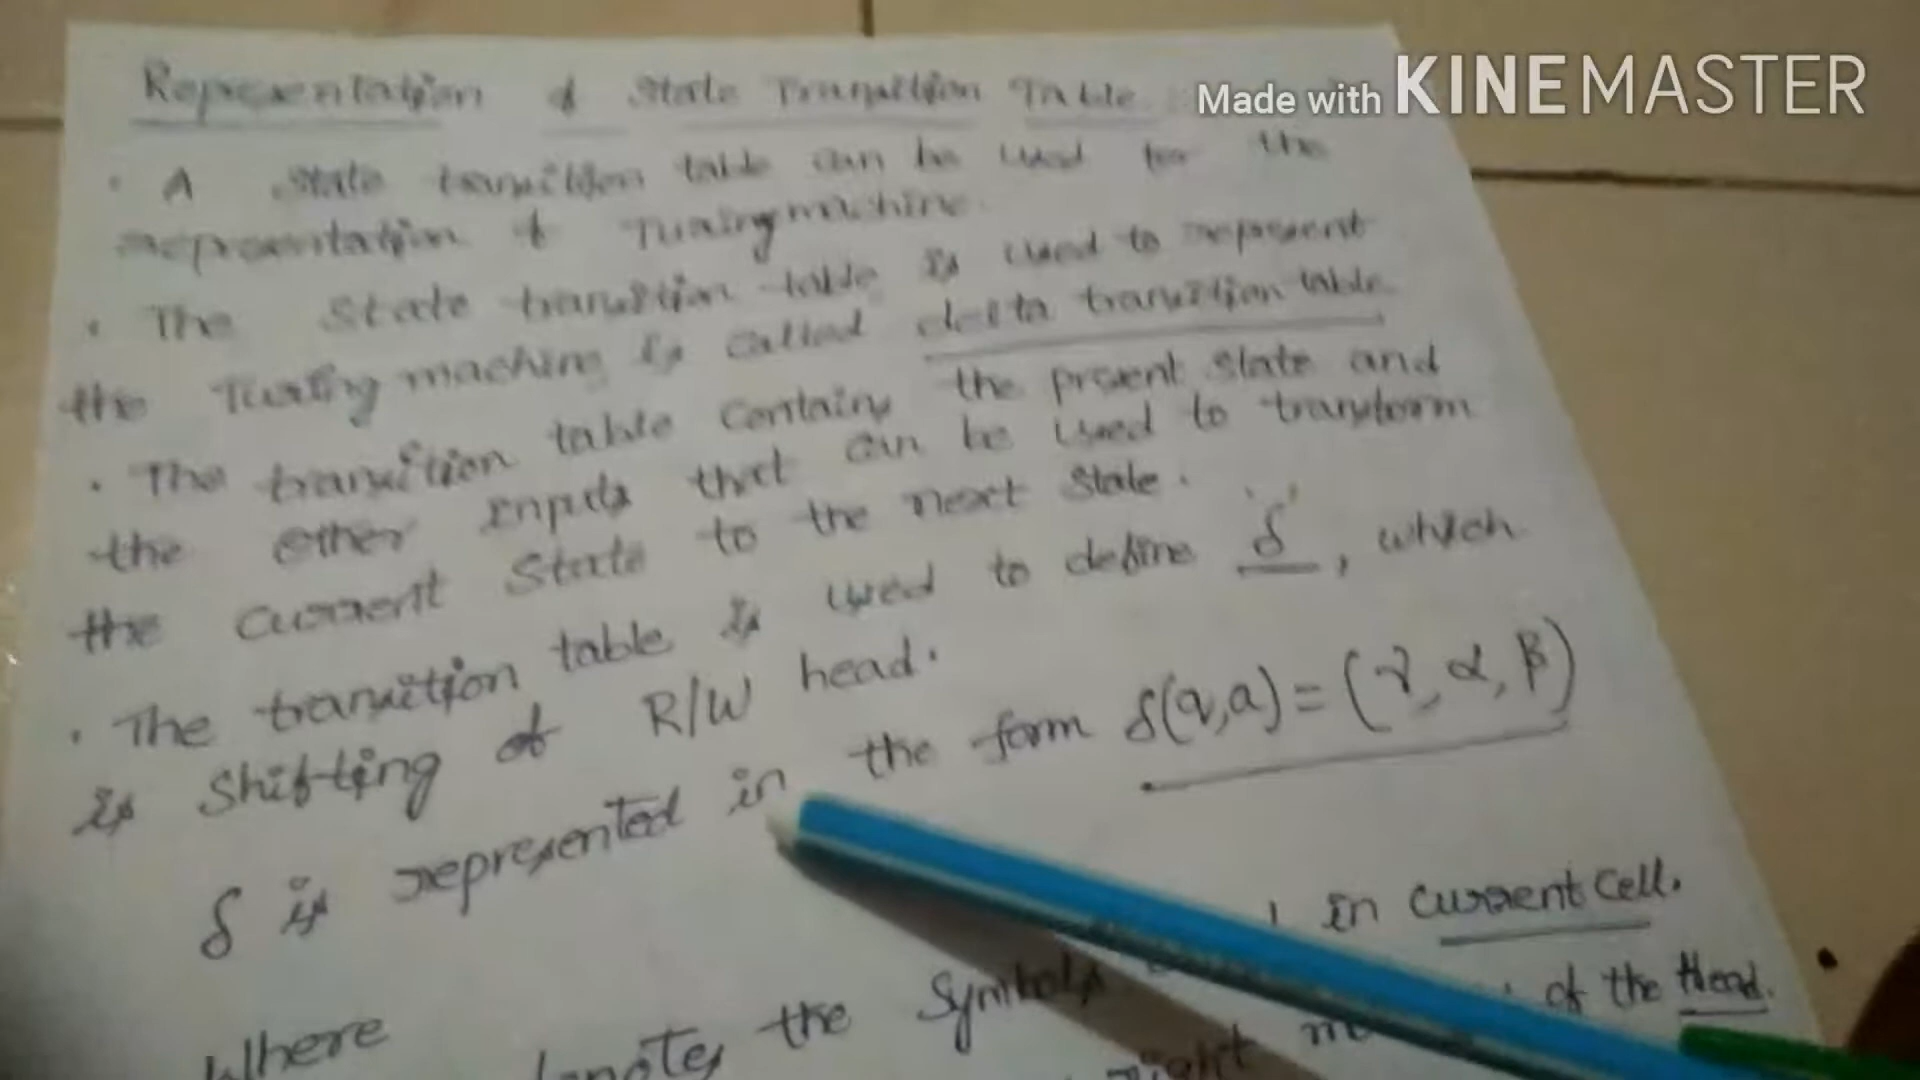 Representation of State Transition Table
Made with KINEMASTER
. A State transition table can be used for the
representation of Turing machine.
. The State transition table is used to represent
the Turing machine is called delta transition table
. The transition table contains the present state and
the other inputs that can be used to transform
the current State to the next state.
. The transition table is used to define 'δ', which
is Shifting of R/W head.
δ is represented in the form δ(q,a)=(γ,α,β)
in current cell.
Where denotes the Symbols
right of the Head.